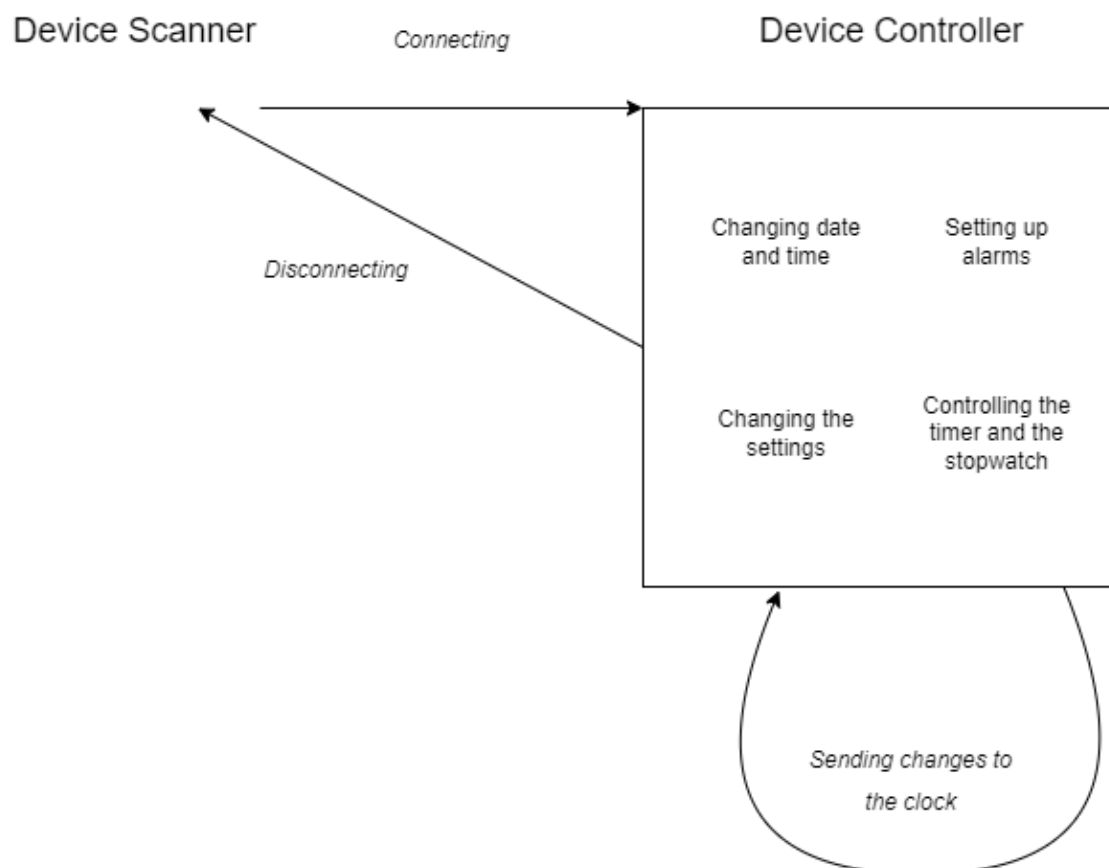 Device Scanner
Connecting
Device Controller
Changing date
and time
Setting up
alarms
Disconnecting
Changing the
settings
Controlling the
timer and the
stopwatch
Sending changes to
the clock